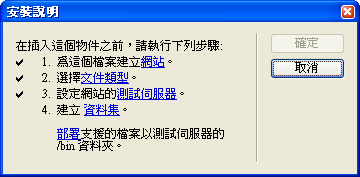 安裝說明
在插入這個物件之前，請執行下列步驟:
1. 爲這個檔案建立網站。
2. 選擇文件類型。
3. 設定網站的測試伺服器。
4. 建立 資料集。
部署支援的檔案以測試伺服器的
/bin 資料夾。
確定
取消